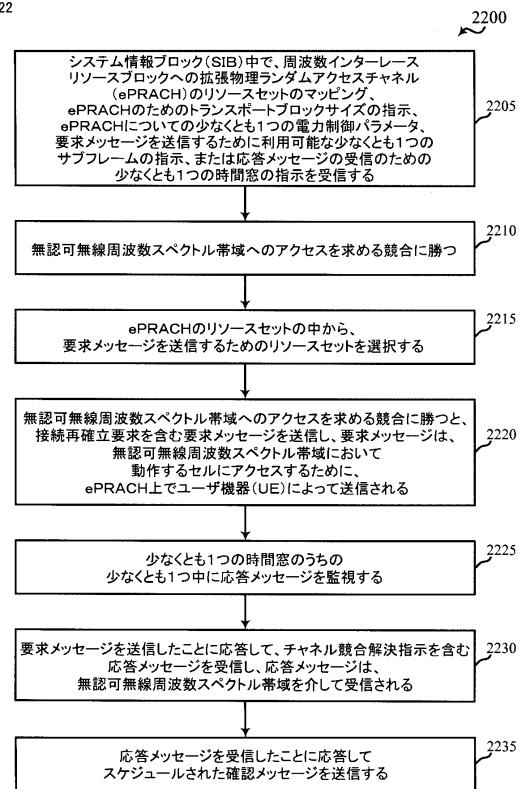 22
2200
システム情報ブロック(SIB)中で、周波数インターレース
リソースブロックへの拡張物理ランダムアクセスチャネル
(ePRACH)のリソースセットのマッピング、
ePRACHのためのトランスポートブロックサイズの指示、
ePRACHについての少なくとも1つの電力制御パラメータ、
要求メッセージを送信するために利用可能な少なくとも1つの
サブフレームの指示、または応答メッセージの受信のための
少なくとも1つの時間窓の指示を受信する
2205
無認可無線周波数スペクトル帯域へのアクセスを求める競合に勝つ
2210
ePRACHのリソースセットの中から、
要求メッセージを送信するためのリソースセットを選択する
2215
無認可無線周波数スペクトル帯域へのアクセスを求める競合に勝つと、
接続再確立要求を含む要求メッセージを送信し、要求メッセージは、
無認可無線周波数スペクトル帯域において
動作するセルにアクセスするために、
ePRACH上でユーザ機器(UE)によって送信される
2220
少なくとも1つの時間窓のうちの
少なくとも1つ中に応答メッセージを監視する
2225
要求メッセージを送信したことに応答して、チャネル競合解決指示を含む
応答メッセージを受信し、応答メッセージは、
無認可無線周波数スペクトル帯域を介して受信される
2230
応答メッセージを受信したことに応答して
スケジュールされた確認メッセージを送信する
2235